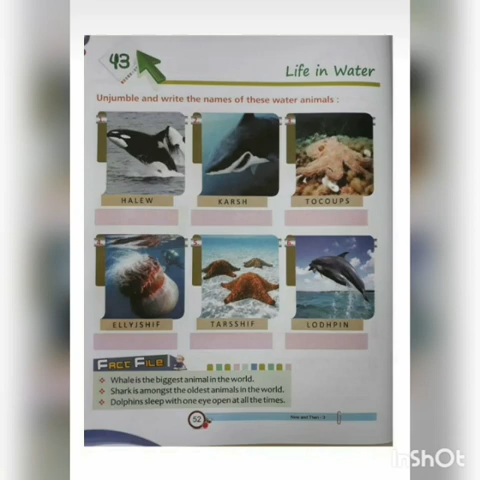 43
Life in Water
Unjumble and write the names of these water animals :
HALEW
KARSH
TOCOUPS
ELLYJSHIF
TARSSHIF
LODHPIN
FACT FILE
Whale is the biggest animal in the world.
Shark is amongst the oldest animals in the world.
Dolphins sleep with one eye open at all the times.
52
InShOt